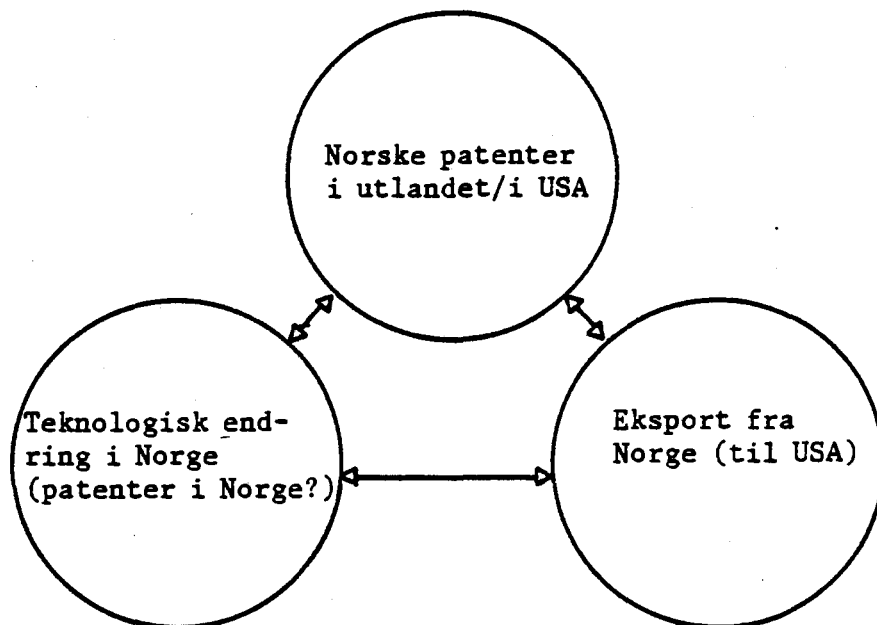 Norske patenter
i utlandet/i USA
Teknologisk end-
ring i Norge
(patenter i Norge?)
Eksport fra
Norge (til USA)